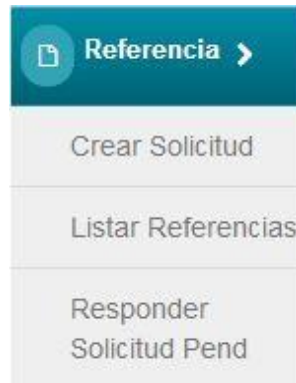 Referencia
Crear Solicitud
Listar Referencias
Responder
Solicitud Pend